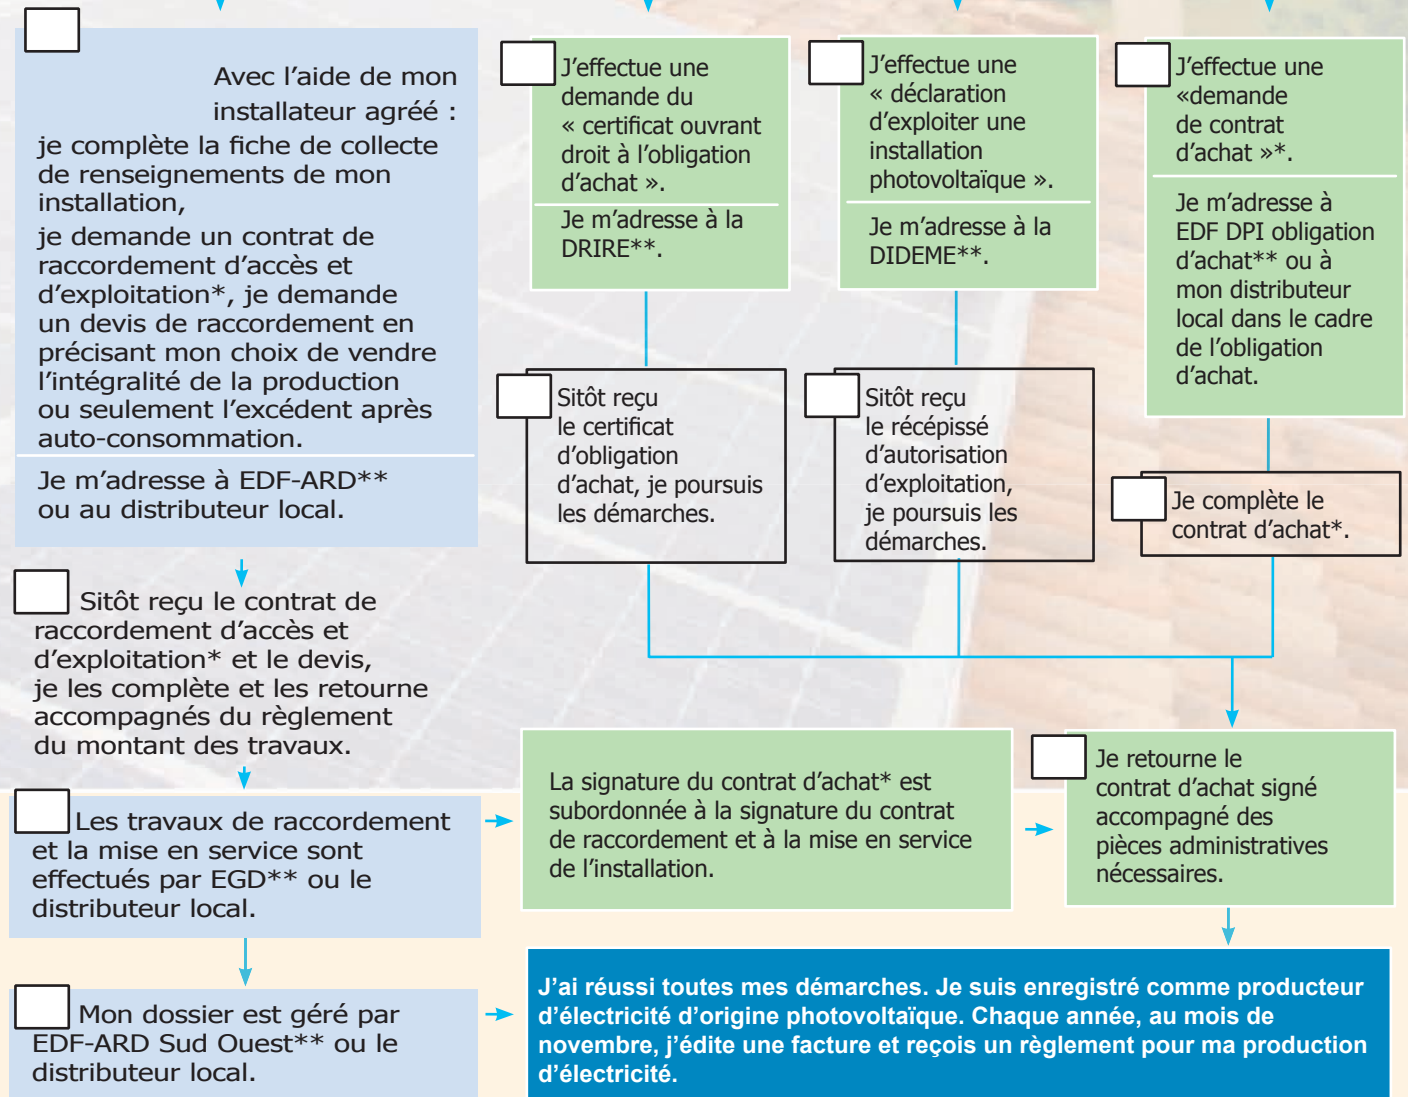 Avec l’aide de mon
installateur agréé :
je complète la fiche de collecte
de renseignements de mon
installation,
je demande un contrat de
raccordement d’accès et
d’exploitation*, je demande
un devis de raccordement en
précisant mon choix de vendre
l’intégralité de la production
ou seulement l’excédent après
auto-consommation.
Je m’adresse à EDF-ARD**
ou au distributeur local.
J’effectue une
demande du
« certificat ouvrant
droit à l’obligation
d’achat ».
Je m’adresse à la
DRIRE**.
J’effectue une
« déclaration
d’exploiter une
installation
photovoltaïque ».
Je m’adresse à la
DIDEME**.
J’effectue une
«demande
de contrat
d’achat »*.
Je m’adresse à
EDF DPI obligation
d’achat** ou à
mon distributeur
local dans le cadre
de l’obligation
d’achat.
Sitôt reçu
le certificat
d’obligation
d’achat, je poursuis
les démarches.
Sitôt reçu
le récépissé
d’autorisation
d’exploitation,
je poursuis les
démarches.
Je complète le
contrat d’achat*.
Sitôt reçu le contrat de
raccordement d’accès et
d’exploitation* et le devis,
je les complète et les retourne
accompagnés du règlement
du montant des travaux.
Les travaux de raccordement
et la mise en service sont
effectués par EGD** ou le
distributeur local.
La signature du contrat d’achat* est
subordonnée à la signature du contrat
de raccordement et à la mise en service
de l’installation.
Je retourne le
contrat d’achat signé
accompagné des
pièces administratives
nécessaires.
Mon dossier est géré par
EDF-ARD Sud Ouest** ou le
distributeur local.
J’ai réussi toutes mes démarches. Je suis enregistré comme producteur
d’électricité d’origine photovoltaïque. Chaque année, au mois de
novembre, j’édite une facture et reçois un règlement pour ma production
d’électricité.